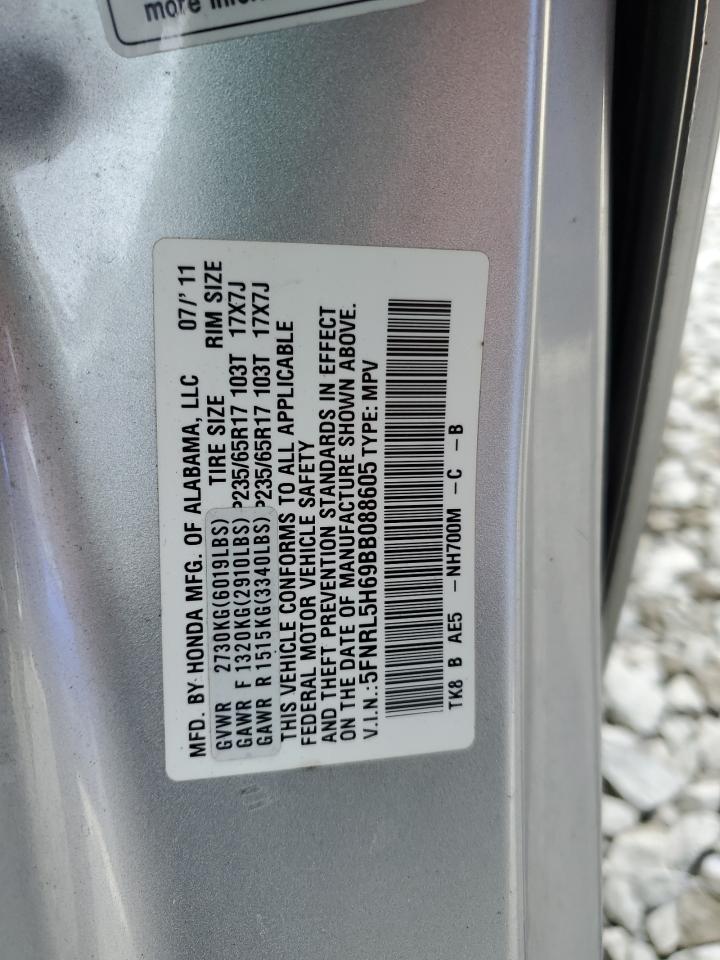 more infor
MFD. BY HONDA MFG. OF ALABAMA, LLC 07/'11
GVWR 2730KG(6019LBS) TIRE SIZE RIM SIZE
GAWR F 1320KG(2910LBS) P235/65R17 103T 17X7J
GAWR R 1515KG(3340LBS) P235/65R17 103T 17X7J
THIS VEHICLE CONFORMS TO ALL APPLICABLE
FEDERAL MOTOR VEHICLE SAFETY
AND THEFT PREVENTION STANDARDS IN EFFECT
ON THE DATE OF MANUFACTURE SHOWN ABOVE.
V.I.N.:5FNRL5H69BB088605 TYPE: MPV
TK8 B AE5 -NH700M -C -B